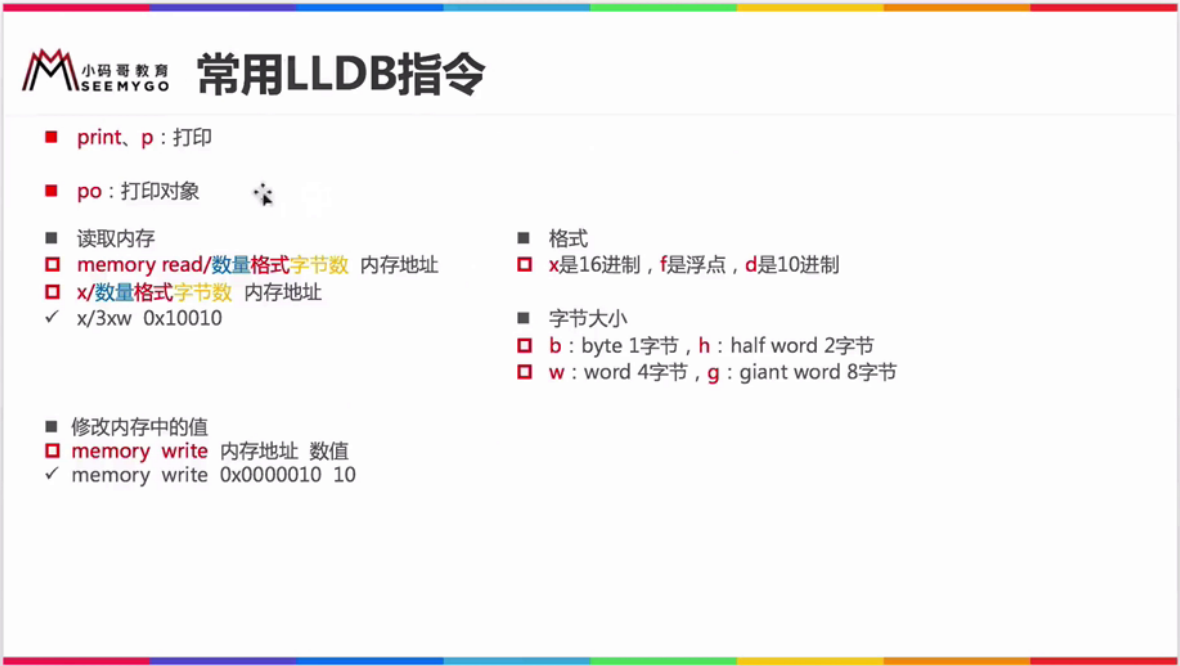 小码哥教育
SEEMYGO
常用LLDB指令
print、p：打印
po：打印对象
读取内存
memory read/数量格式字节数 内存地址
x/数量格式字节数 内存地址
x/3xw 0x10010
格式
x是16进制，f是浮点，d是10进制
字节大小
b：byte 1字节，h：half word 2字节
w：word 4字节，g：giant word 8字节
修改内存中的值
memory write 内存地址 数值
memory write 0x0000010 10